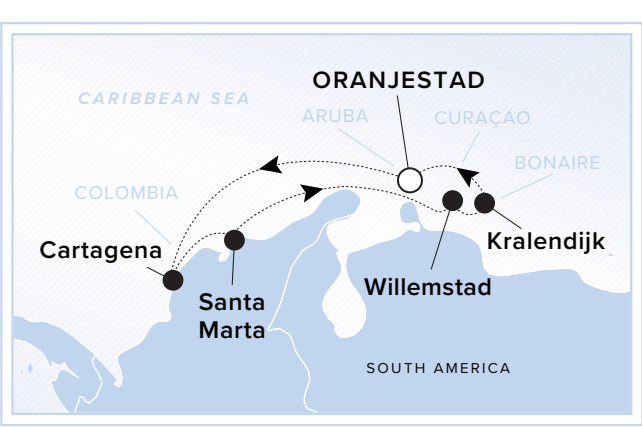 ORANJESTAD
CARIBBEAN SEA
ARUBA
CURAÇAO
BONAIRE
COLOMBIA
Cartagena
Kralendijk
Santa
Marta
Willemstad
SOUTH AMERICA